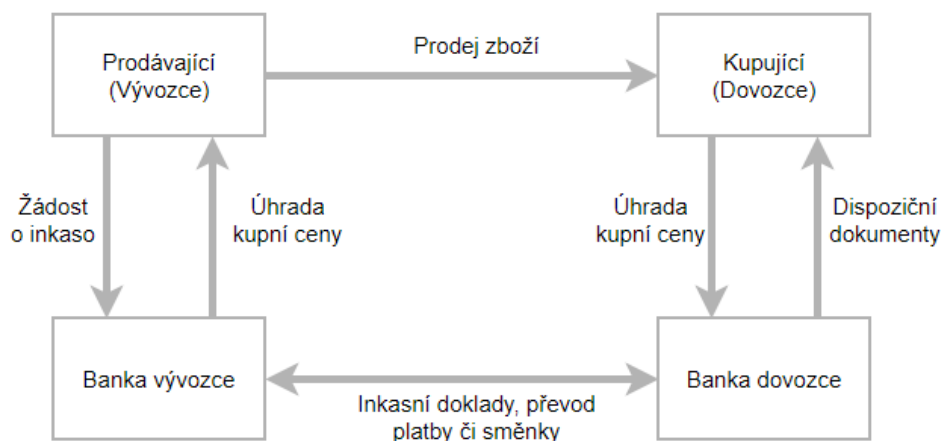 Prodávající
(Vývozce)
Prodej zboží
Kupující
(Dovozce)
Žádost
o inkaso
Úhrada
kupní ceny
Úhrada
kupní ceny
Dispoziční
dokumenty
Banka vývozce
Banka dovozce
Inkasní doklady, převod
platby či směnky